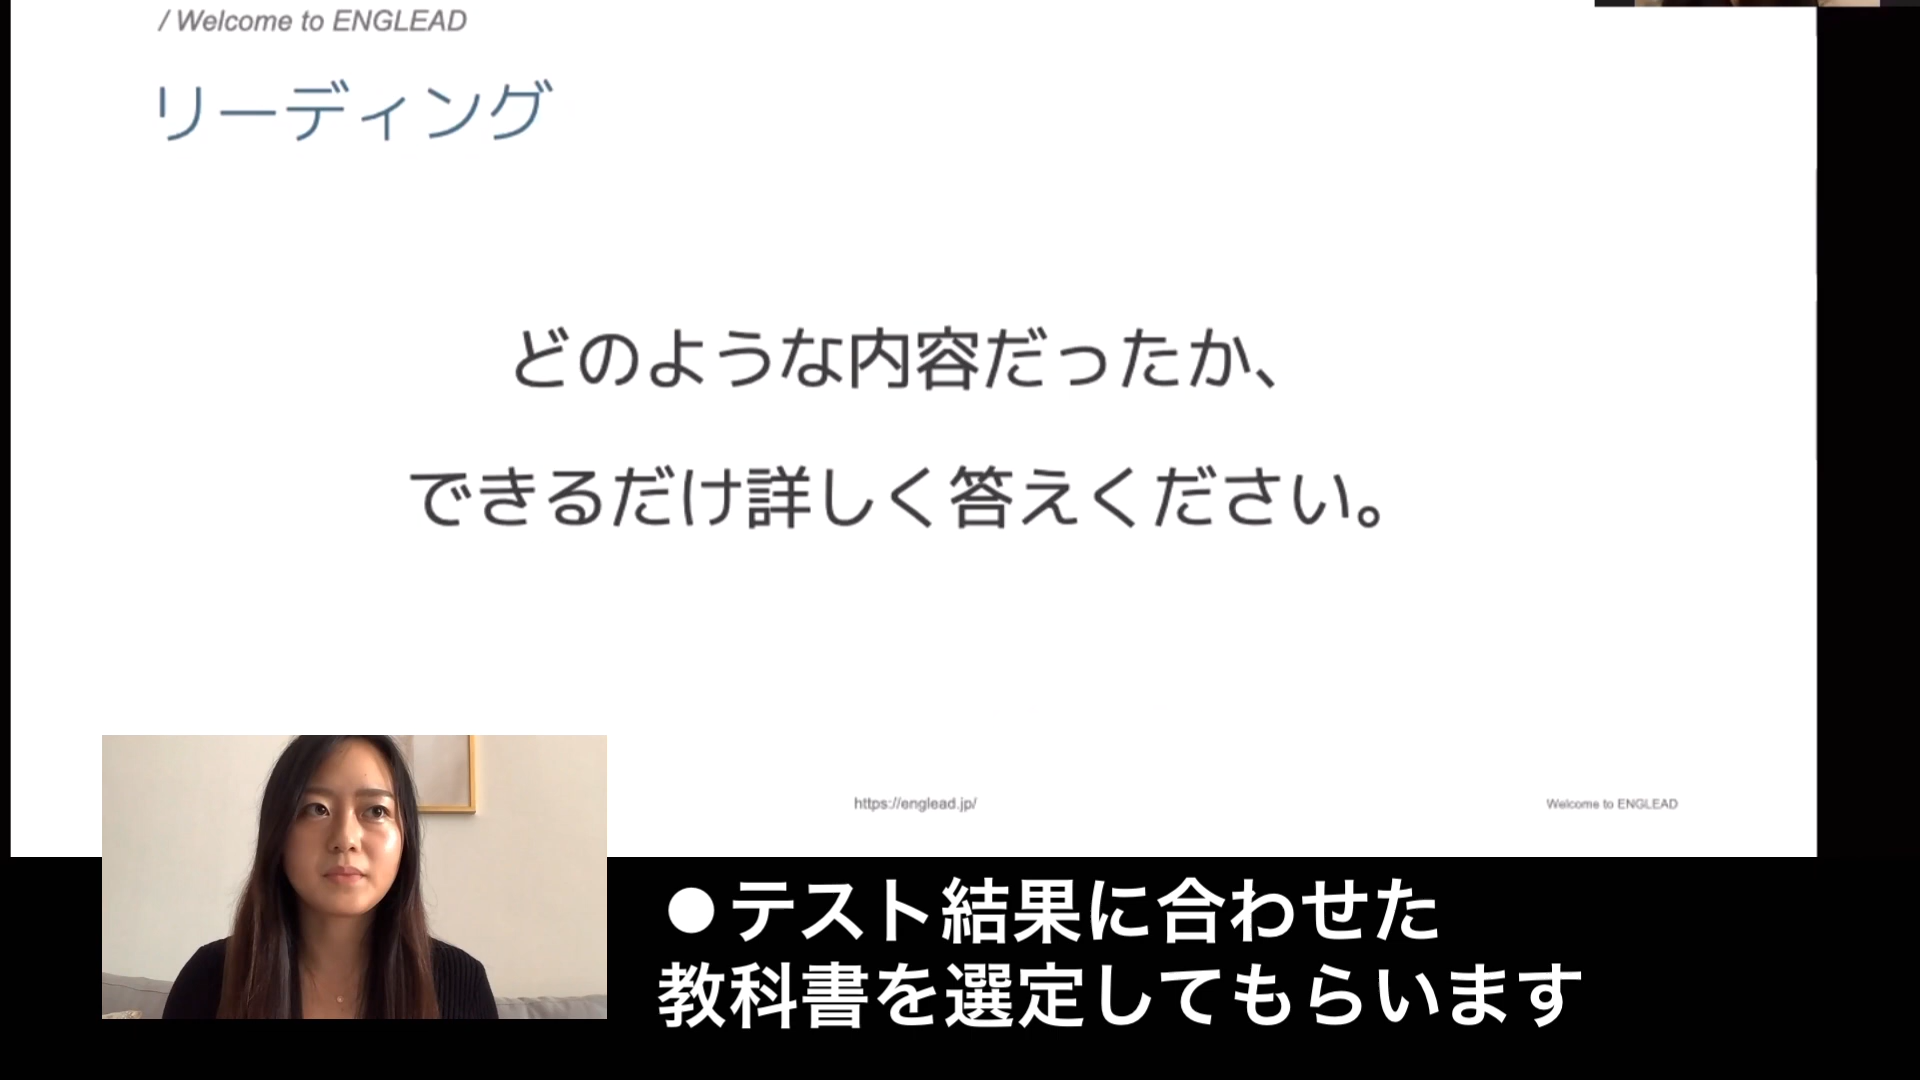 / Welcome to ENGLEAD
リーディング
どのような内容だったか、
できるだけ詳しく答えください。
https://englead.jp/
Welcome to ENGLEAD
●テスト結果に合わせた
教科書を選定してもらいます